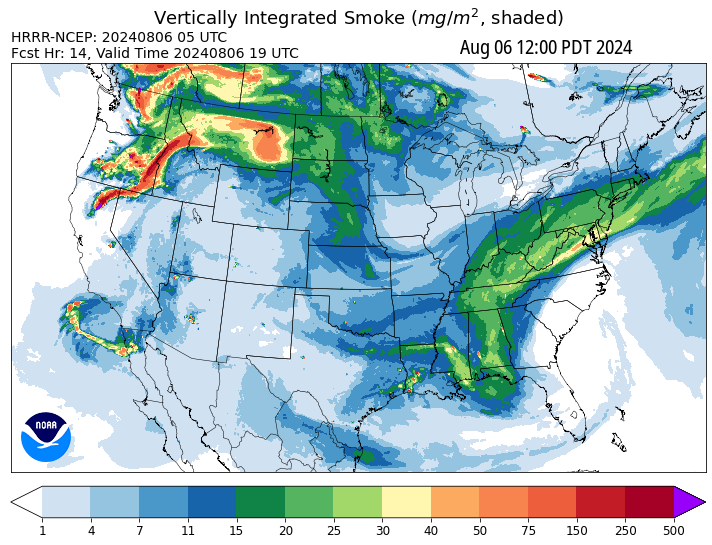 Vertically Integrated Smoke (mg/m², shaded)
HRRR-NCEP: 20240806 05 UTC
Fcst Hr: 14, Valid Time 20240806 19 UTC
Aug 06 12:00 PDT 2024
NOAA
1 4 7 11 15 20 25 30 40 50 75 150 250 500